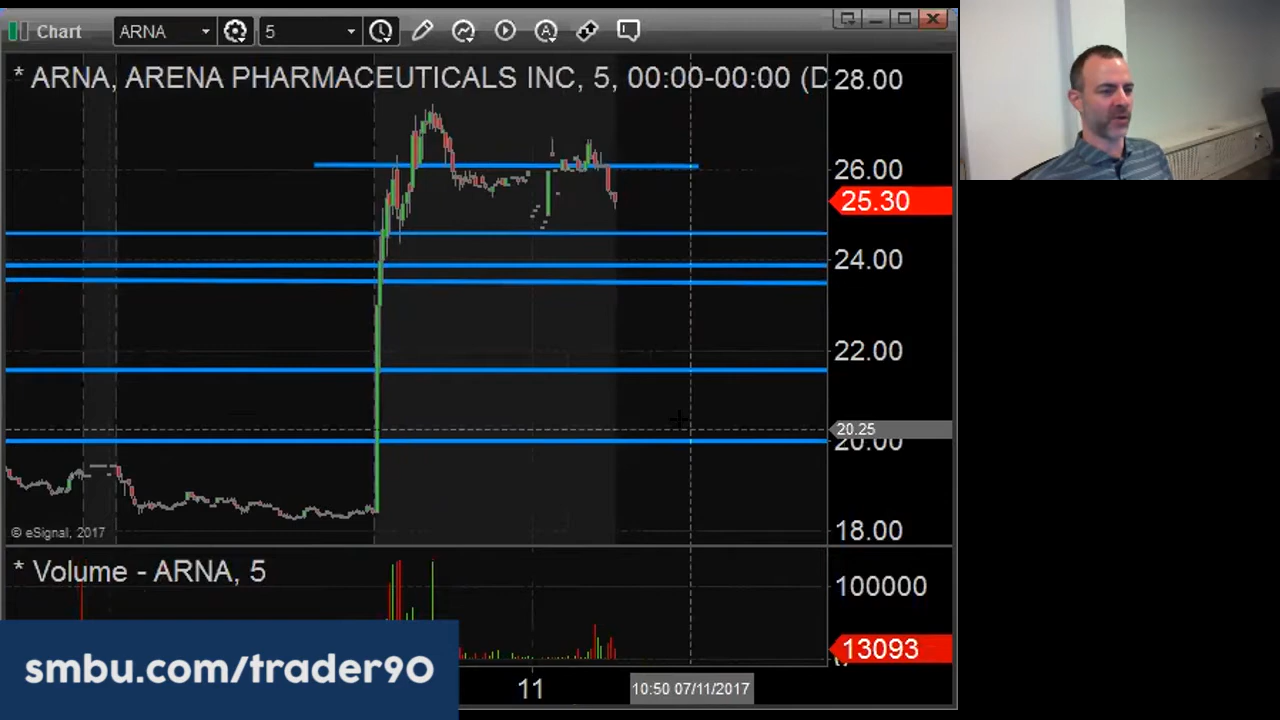 Chart
ARNA
5
* ARNA, ARENA PHARMACEUTICALS INC, 5, 00:00-00:00 (D
28.00
26.00
25.30
24.00
22.00
20.25
20.00
18.00
© eSignal, 2017
* Volume - ARNA, 5
100000
13093
smbu.com/trader90
11
10:50 07/11/2017